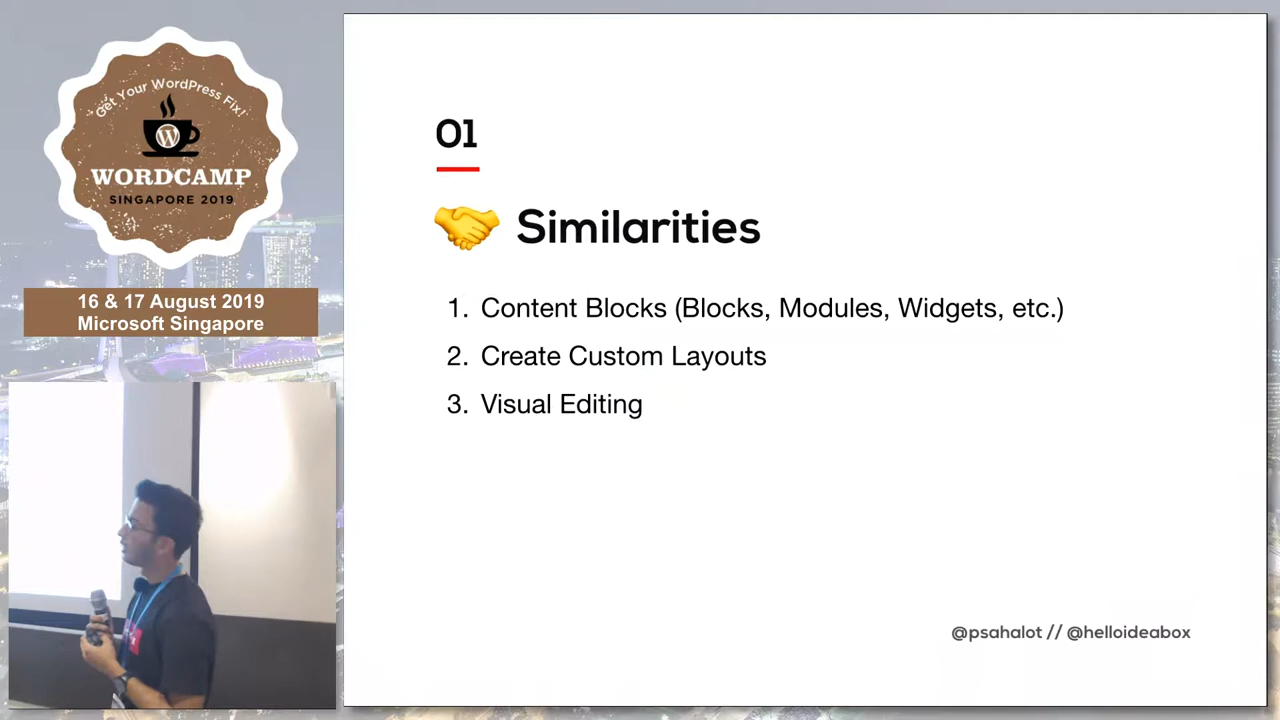 Get Your WordPress Fix!
WORDCAMP
SINGAPORE 2019
16 & 17 August 2019
Microsoft Singapore
01
Similarities
1. Content Blocks (Blocks, Modules, Widgets, etc.)
2. Create Custom Layouts
3. Visual Editing
@psahalot // @helloideabox